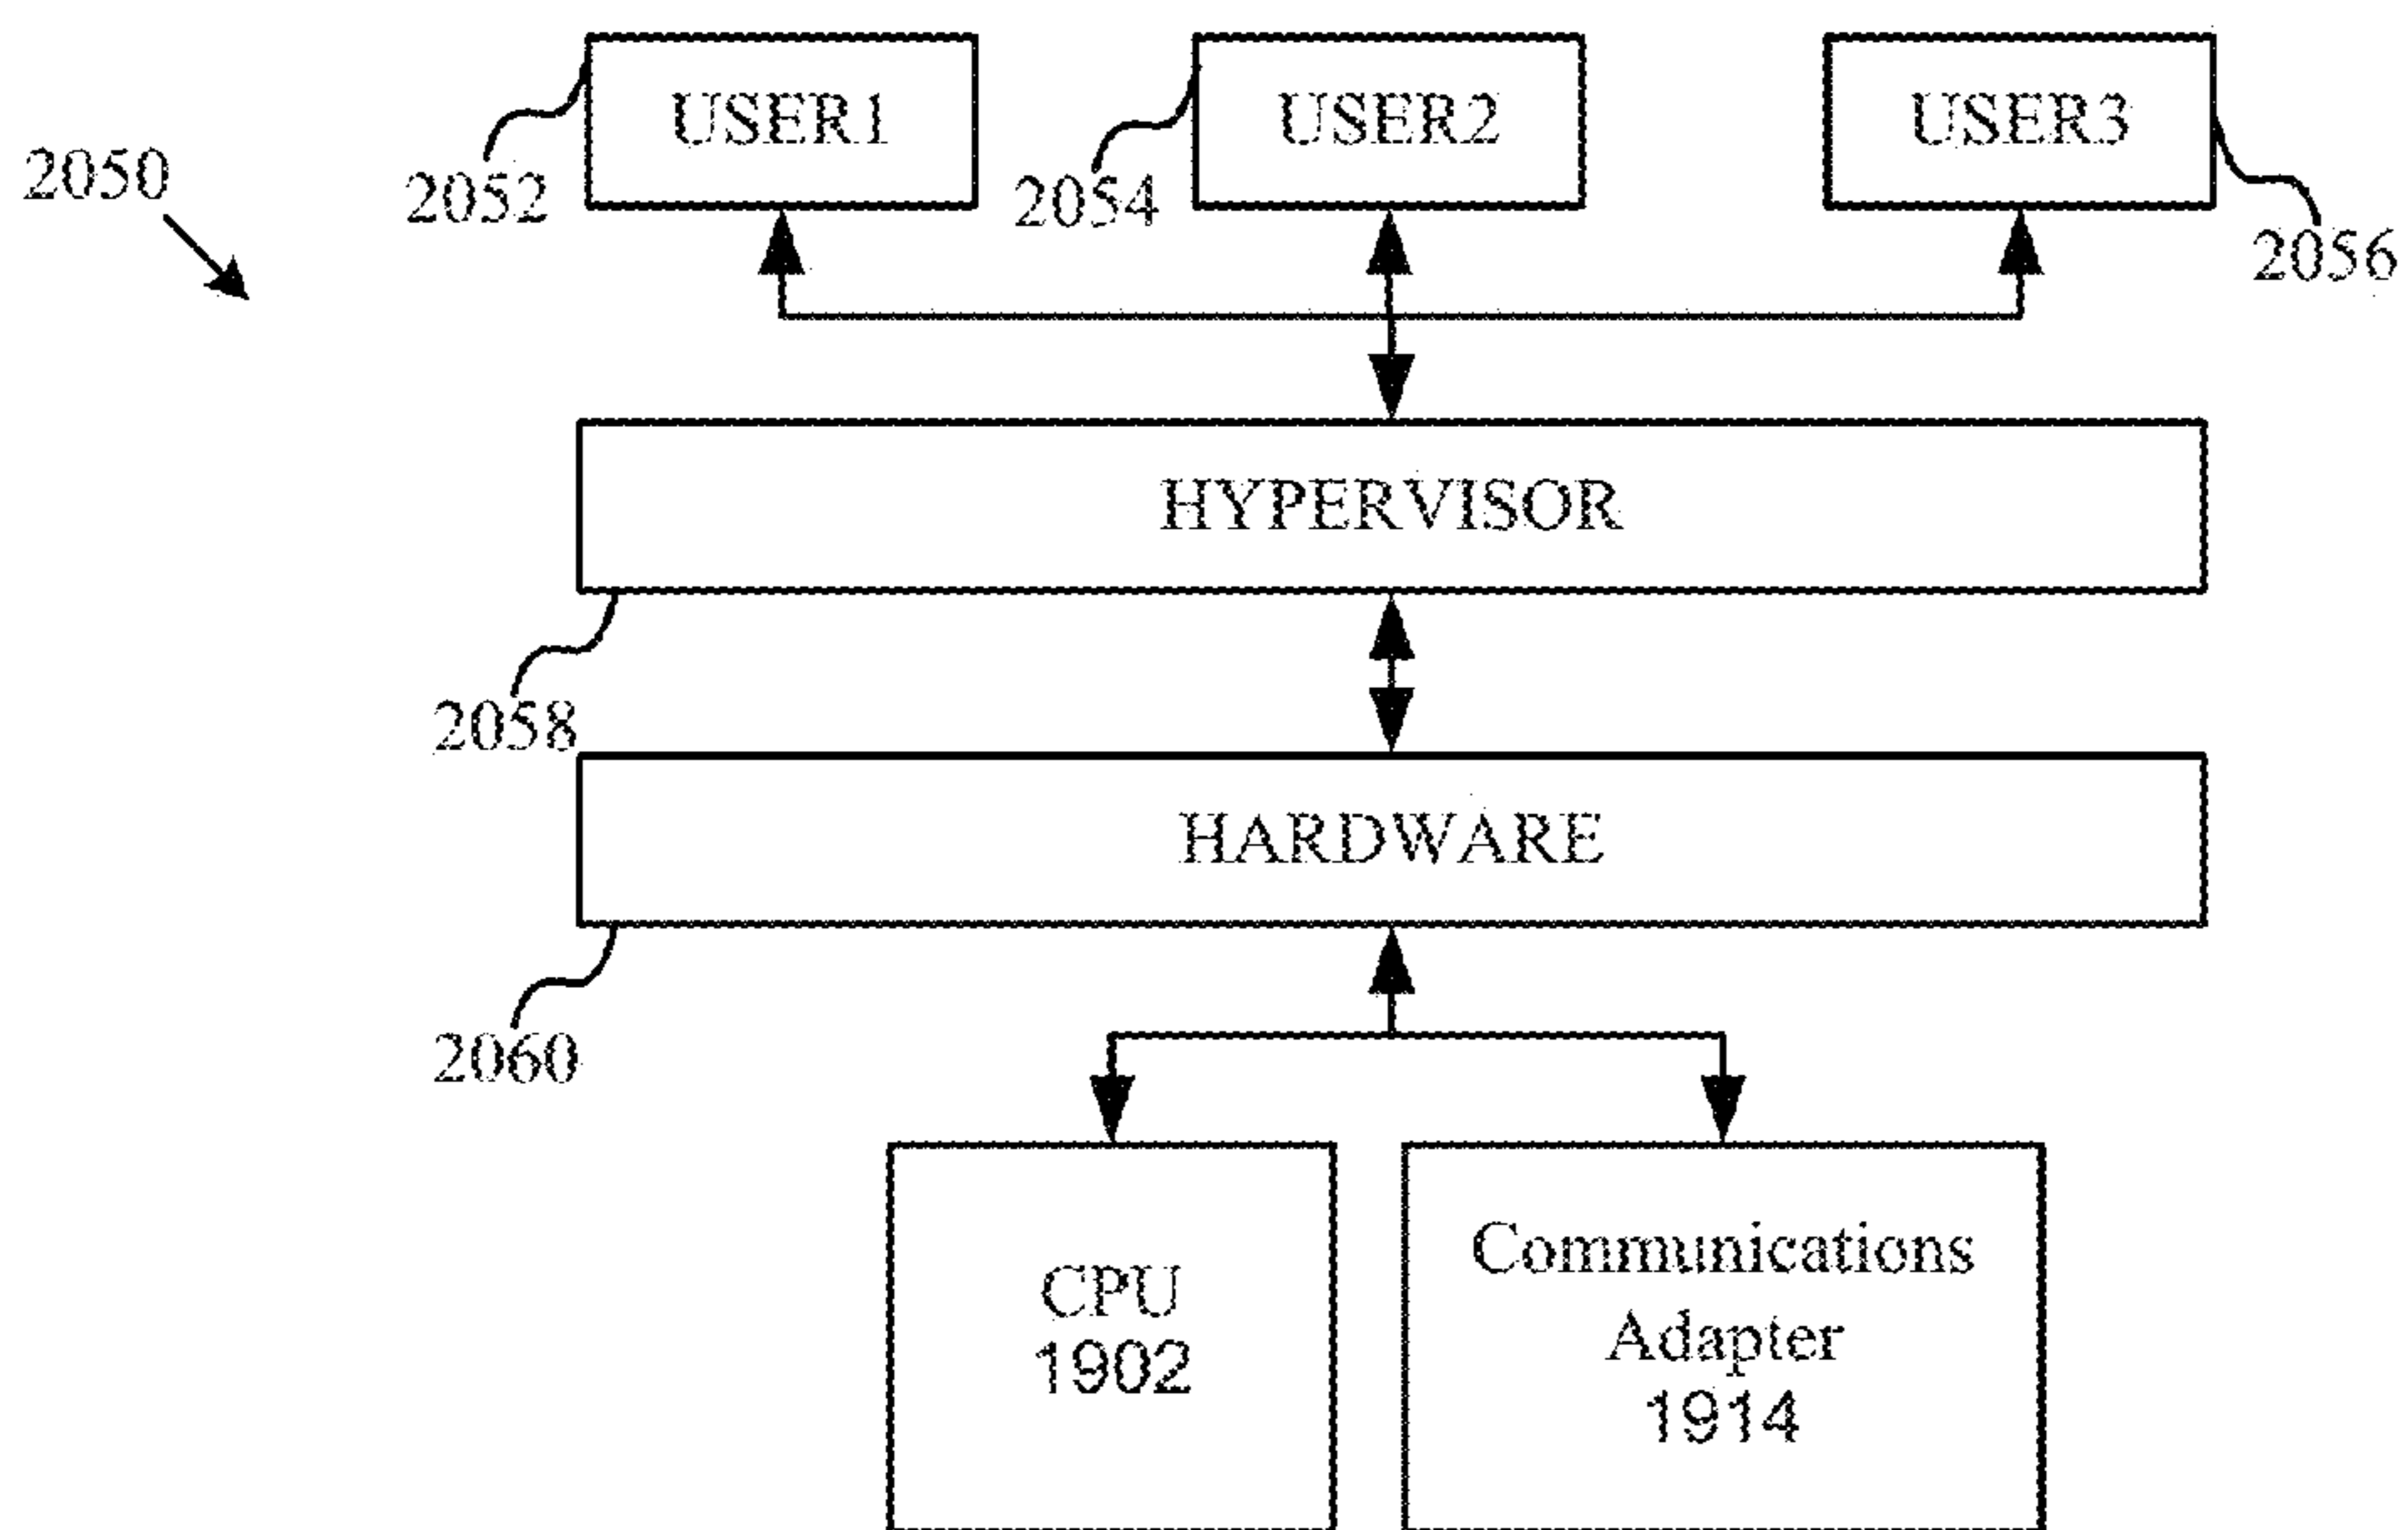 USER1
USER2
USER3
2050
2052
2054
2056
HYPERVISOR
2058
HARDWARE
2060
CPU
1902
Communications
Adapter
1914